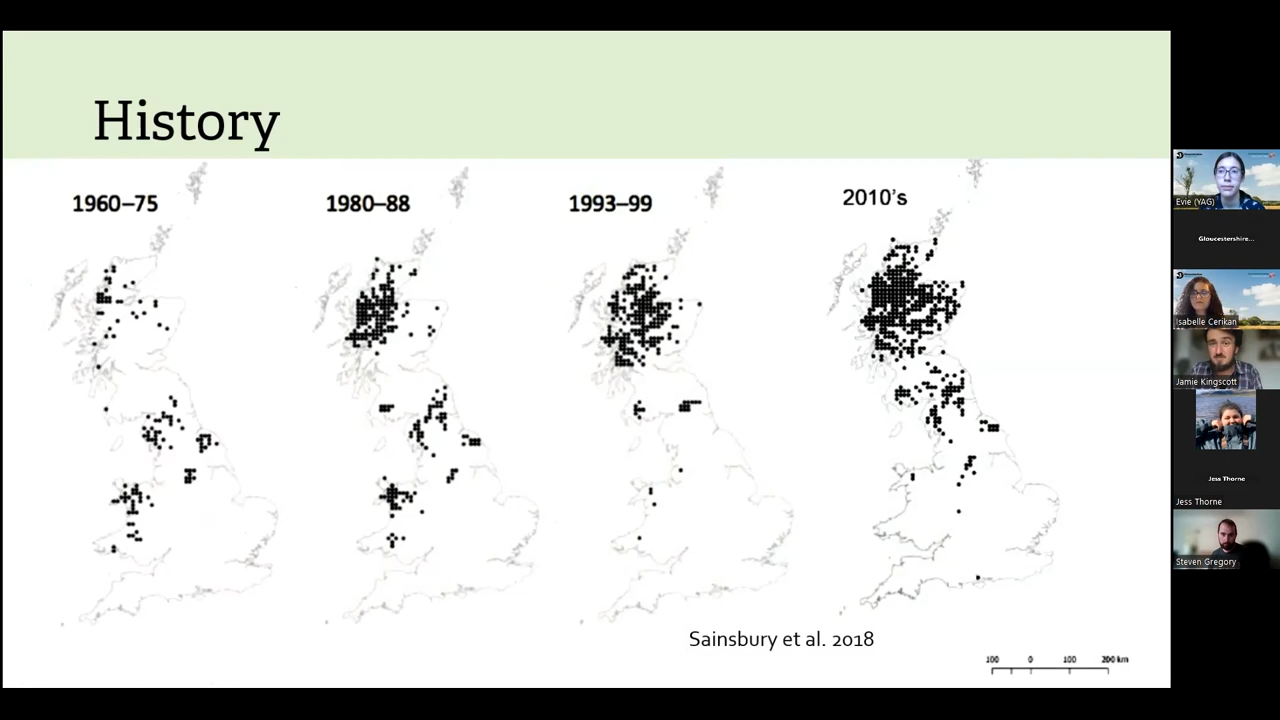 History
1960–75
1980–88
1993–99
2010's
Sainsbury et al. 2018
100 0 100 200 km
Evie (YAG)
Gloucestershire...
Isabelle Cerikan
Jamie Kingscott
Jess Thorne
Jess Thorne
Steven Gregory